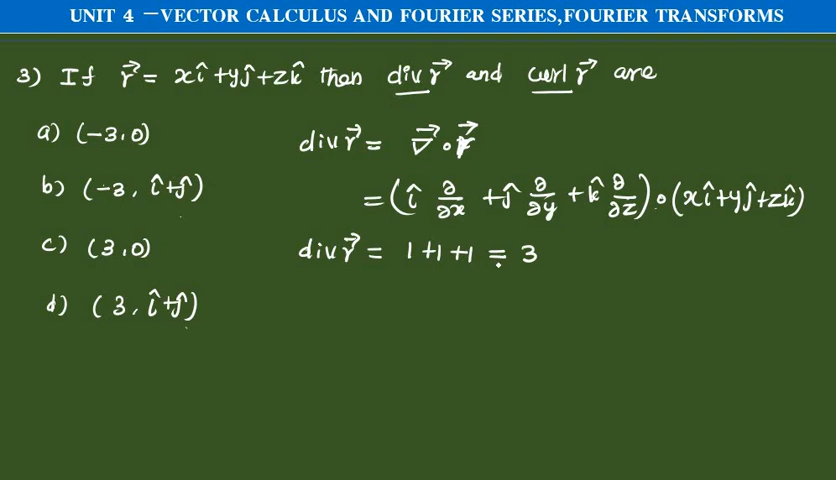 UNIT 4 –VECTOR CALCULUS AND FOURIER SERIES,FOURIER TRANSFORMS
3) If r⃗ = xî+yĵ+zk̂ then div r⃗ and curl r⃗ are
a) (-3,0)
div r⃗ = ∇⃗ ∘ r⃗
b) (-3, î+ĵ)
= (î ∂/∂x + ĵ ∂/∂y + k̂ ∂/∂z) ∘ (xî+yĵ+zk̂)
c) (3,0)
div r⃗ = 1+1+1 = 3
d) (3, î+ĵ)